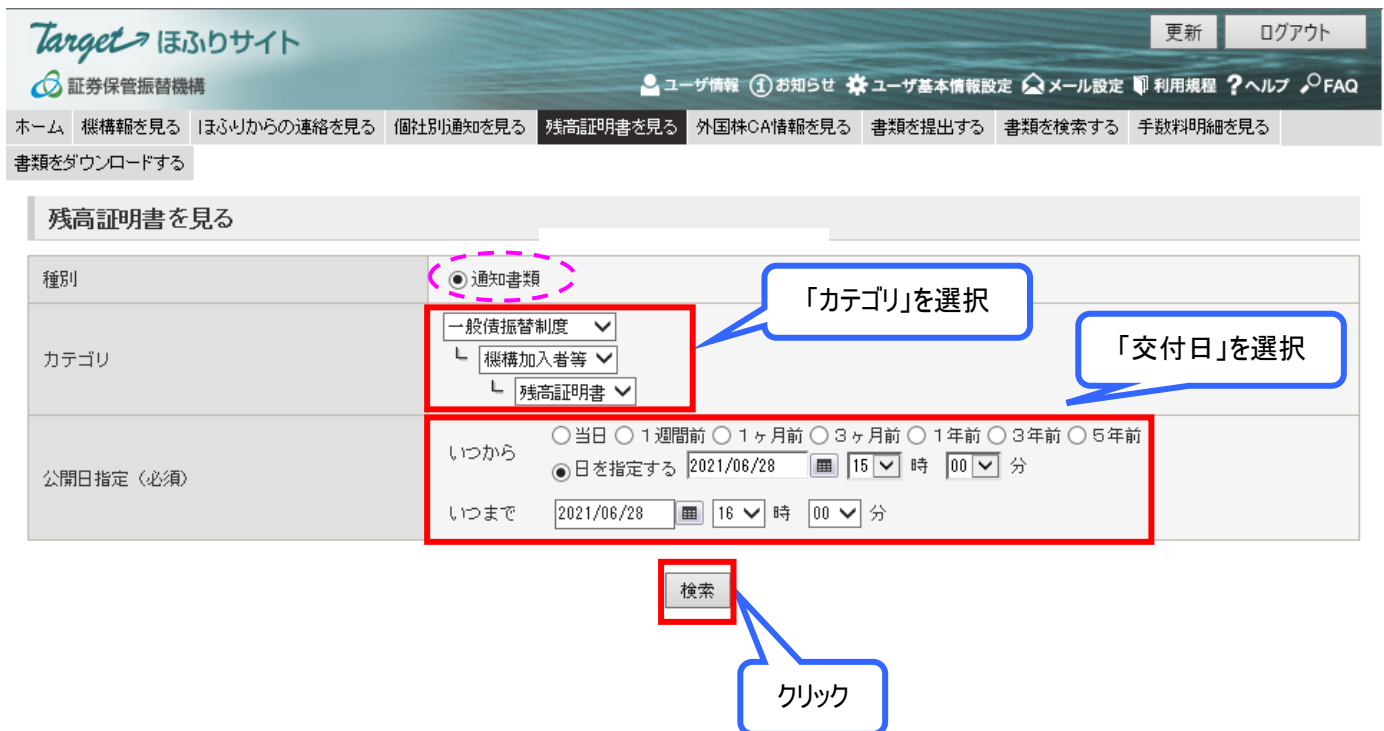 Target ほふりサイト
更新 ログアウト
証券保管振替機構
ユーザ情報 お知らせ ユーザ基本情報設定 メール設定 利用規程 ヘルプ FAQ
ホーム 機構報を見る ほふりからの連絡を見る 個社別通知を見る 残高証明書を見る 外国株CA情報を見る 書類を提出する 書類を検索する 手数料明細を見る
書類をダウンロードする
残高証明書を見る
種別
通知書類
「カテゴリ」を選択
カテゴリ
一般債振替制度
└ 機構加入者等
└ 残高証明書
「交付日」を選択
公開日指定（必須）
いつから
当日 1週間前 1ヶ月前 3ヶ月前 1年前 3年前 5年前
日を指定する 2021/06/28 15 時 00 分
いつまで 2021/06/28 16 時 00 分
検索
クリック